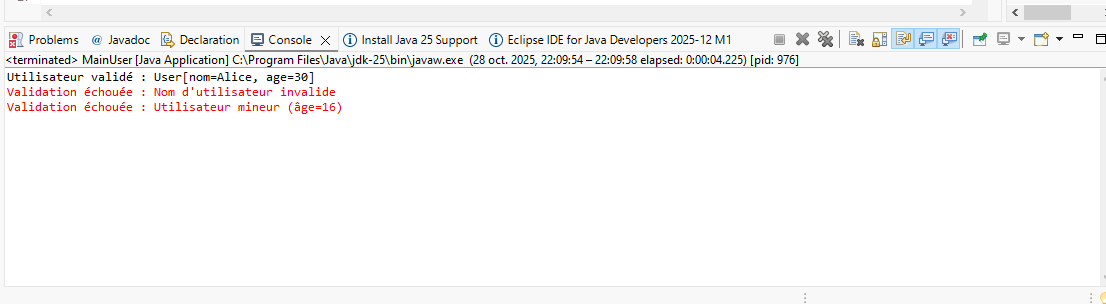 Problems @ Javadoc Declaration Console Install Java 25 Support Eclipse IDE for Java Developers 2025-12 M1
<terminated> MainUser [Java Application] C:\Program Files\Java\jdk-25\bin\javaw.exe (28 oct. 2025, 22:09:54 – 22:09:58 elapsed: 0:00:04.225) [pid: 976]
Utilisateur validé : User[nom=Alice, age=30]
Validation échouée : Nom d'utilisateur invalide
Validation échouée : Utilisateur mineur (âge=16)